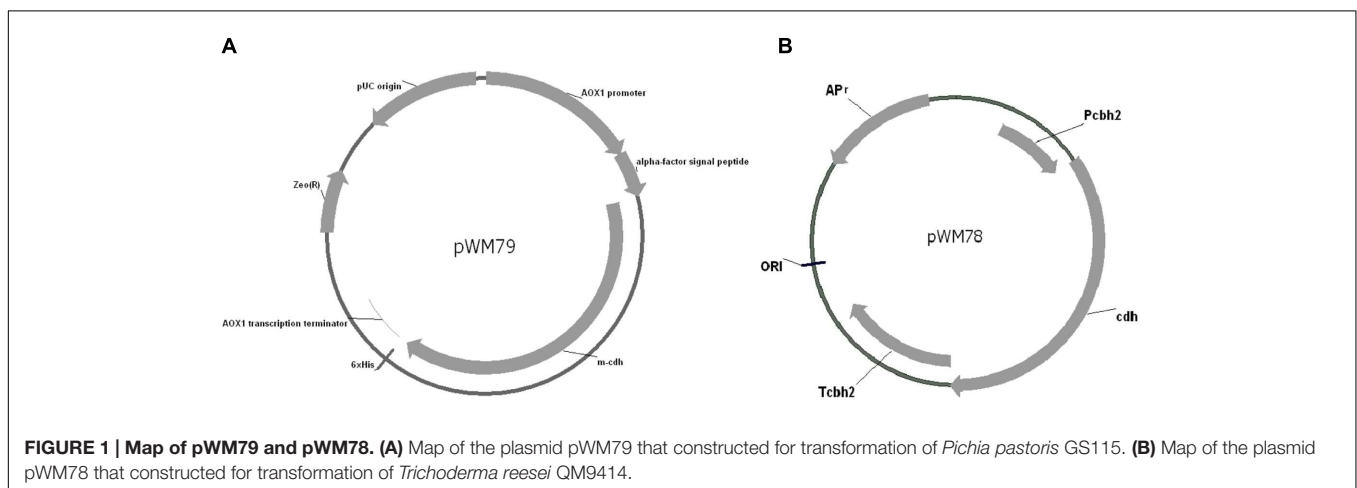 A
pUC origin
AOX1 promoter
alpha-factor signal peptide
Zeo(R)
pWM79
AOX1 transcription terminator
6xHis
m-cdh
B
APr
Pcbh2
pWM78
ORI
cdh
Tcbh2
FIGURE 1 | Map of pWM79 and pWM78. (A) Map of the plasmid pWM79 that constructed for transformation of Pichia pastoris GS115. (B) Map of the plasmid
pWM78 that constructed for transformation of Trichoderma reesei QM9414.